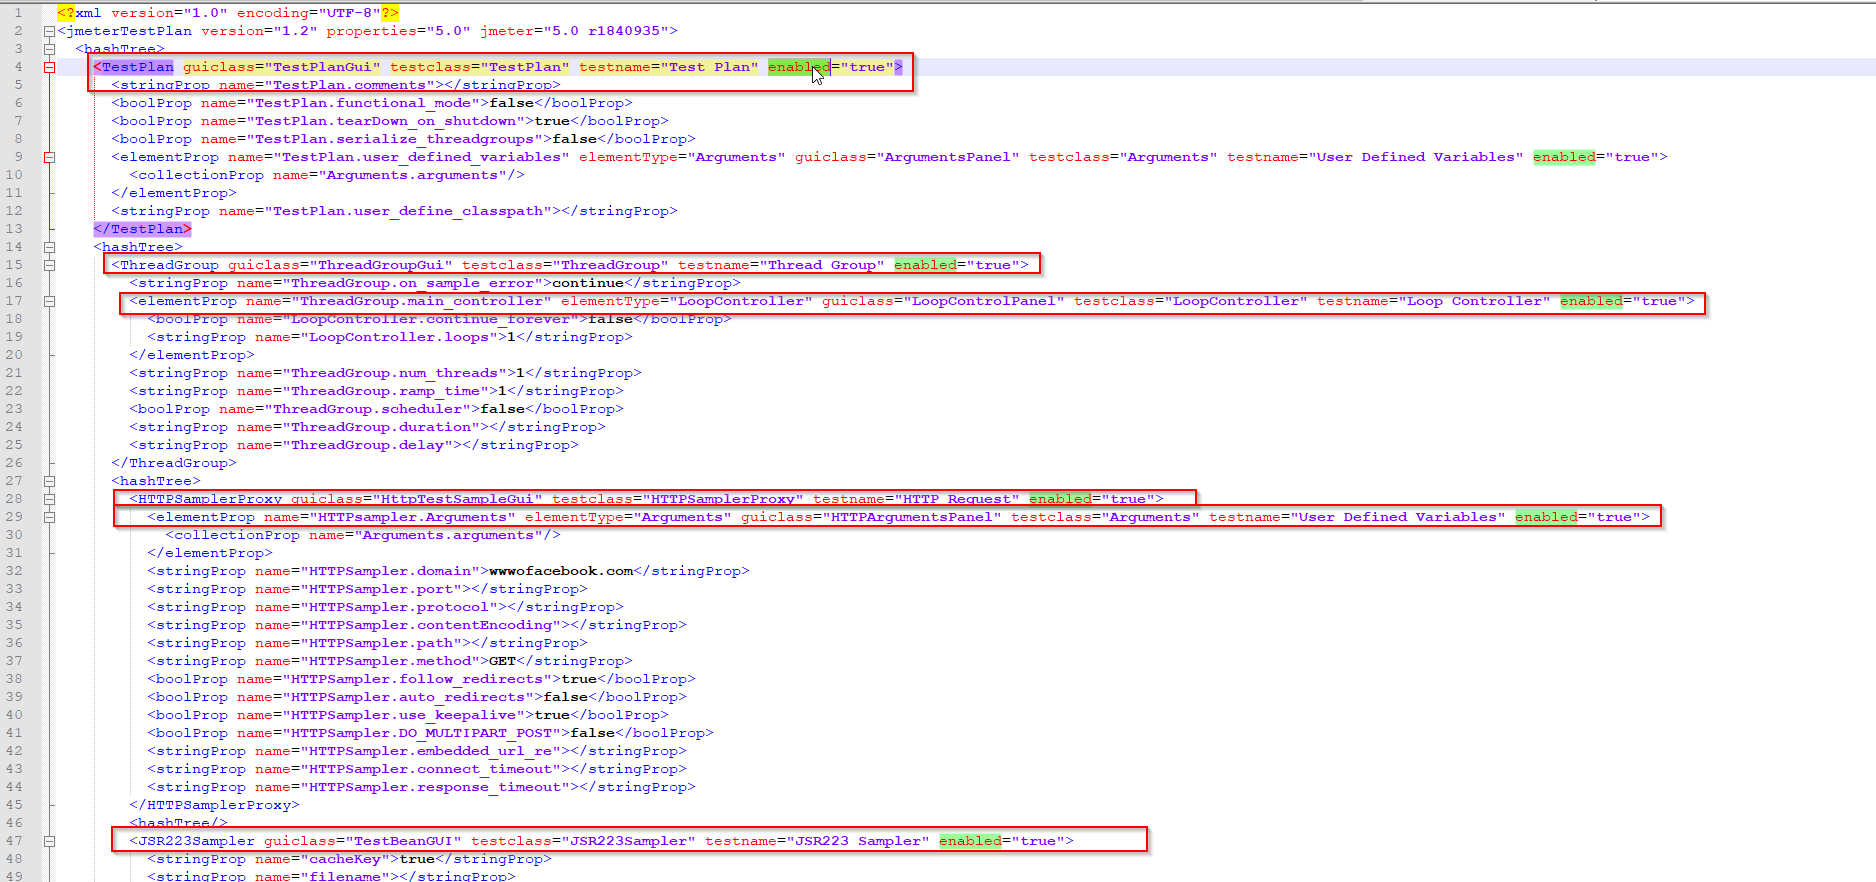 1 <?xml version="1.0" encoding="UTF-8"?>
2 <jmeterTestPlan version="1.2" properties="5.0" jmeter="5.0 r1840935">
3 <hashTree>
4 <TestPlan guiclass="TestPlanGui" testclass="TestPlan" testname="Test Plan" enabled="true">
5 <stringProp name="TestPlan.comments"></stringProp>
6 <boolProp name="TestPlan.functional_mode">false</boolProp>
7 <boolProp name="TestPlan.tearDown_on_shutdown">true</boolProp>
8 <boolProp name="TestPlan.serialize_threadgroups">false</boolProp>
9 <elementProp name="TestPlan.user_defined_variables" elementType="Arguments" guiclass="ArgumentsPanel" testclass="Arguments" testname="User Defined Variables" enabled="true">
10 <collectionProp name="Arguments.arguments"/>
11 </elementProp>
12 <stringProp name="TestPlan.user_define_classpath"></stringProp>
13 </TestPlan>
14 <hashTree>
15 <ThreadGroup guiclass="ThreadGroupGui" testclass="ThreadGroup" testname="Thread Group" enabled="true">
16 <stringProp name="ThreadGroup.on_sample_error">continue</stringProp>
17 <elementProp name="ThreadGroup.main_controller" elementType="LoopController" guiclass="LoopControlPanel" testclass="LoopController" testname="Loop Controller" enabled="true">
18 <boolProp name="LoopController.continue_forever">false</boolProp>
19 <stringProp name="LoopController.loops">1</stringProp>
20 </elementProp>
21 <stringProp name="ThreadGroup.num_threads">1</stringProp>
22 <stringProp name="ThreadGroup.ramp_time">1</stringProp>
23 <boolProp name="ThreadGroup.scheduler">false</boolProp>
24 <stringProp name="ThreadGroup.duration"></stringProp>
25 <stringProp name="ThreadGroup.delay"></stringProp>
26 </ThreadGroup>
27 <hashTree>
28 <HTTPSamplerProxy guiclass="HttpTestSampleGui" testclass="HTTPSamplerProxy" testname="HTTP Request" enabled="true">
29 <elementProp name="HTTPsampler.Arguments" elementType="Arguments" guiclass="HTTPArgumentsPanel" testclass="Arguments" testname="User Defined Variables" enabled="true">
30 <collectionProp name="Arguments.arguments"/>
31 </elementProp>
32 <stringProp name="HTTPSampler.domain">wwwofacebook.com</stringProp>
33 <stringProp name="HTTPSampler.port"></stringProp>
34 <stringProp name="HTTPSampler.protocol"></stringProp>
35 <stringProp name="HTTPSampler.contentEncoding"></stringProp>
36 <stringProp name="HTTPSampler.path"></stringProp>
37 <stringProp name="HTTPSampler.method">GET</stringProp>
38 <boolProp name="HTTPSampler.follow_redirects">true</boolProp>
39 <boolProp name="HTTPSampler.auto_redirects">false</boolProp>
40 <boolProp name="HTTPSampler.use_keepalive">true</boolProp>
41 <boolProp name="HTTPSampler.DO_MULTIPART_POST">false</boolProp>
42 <stringProp name="HTTPSampler.embedded_url_re"></stringProp>
43 <stringProp name="HTTPSampler.connect_timeout"></stringProp>
44 <stringProp name="HTTPSampler.response_timeout"></stringProp>
45 </HTTPSamplerProxy>
46 <hashTree/>
47 <JSR223Sampler guiclass="TestBeanGUI" testclass="JSR223Sampler" testname="JSR223 Sampler" enabled="true">
48 <stringProp name="cacheKey">true</stringProp>
49 <stringProp name="filename"></stringProp>